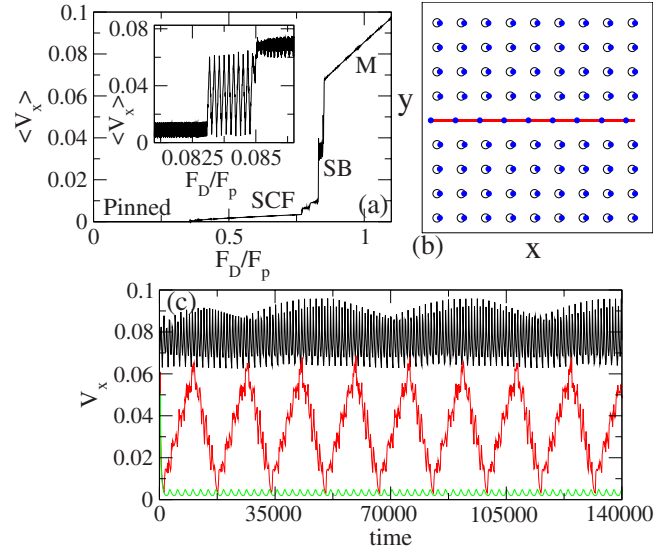 0.1
0.08
0.06
0.04
0.02
0
<V_x>
0.08
0.04
0
<V_x>
0.0825 0.085
F_D/F_p
M
SB
SCF
Pinned
(a)
0 0.5 1
F_D/F_p
y
(b)
x
(c)
0.1
0.08
0.06
0.04
0.02
0
V_x
0 35000 70000 105000 140000
time